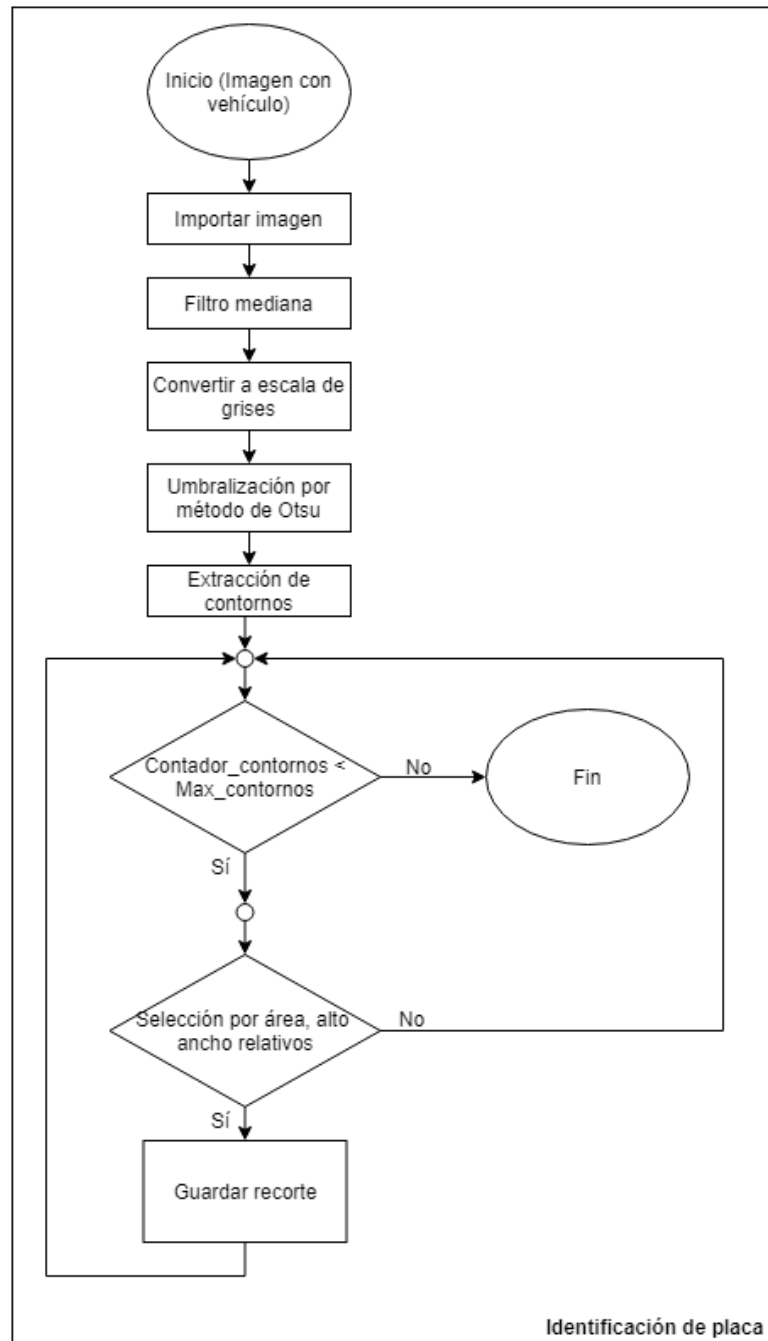 Inicio (Imagen con
vehículo)
Importar imagen
Filtro mediana
Convertir a escala de
grises
Umbralización por
método de Otsu
Extracción de
contornos
Contador_contornos <
Max_contornos
No
Fin
Sí
Selección por área, alto
ancho relativos
No
Sí
Guardar recorte
Identificación de placa